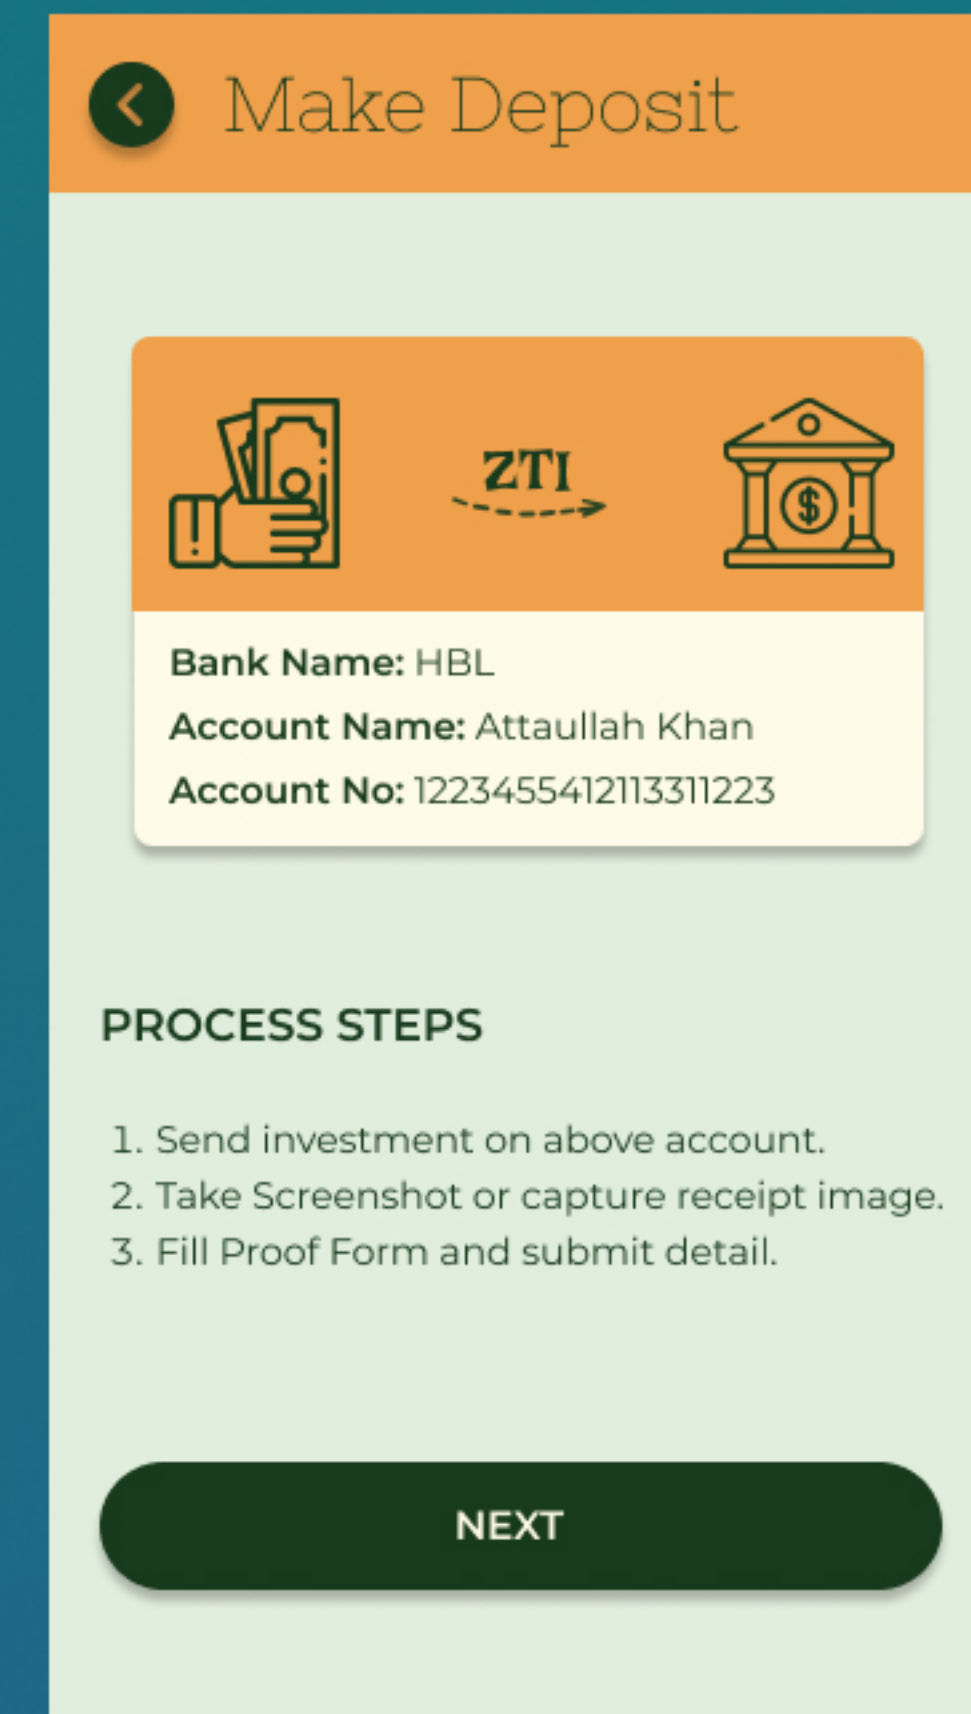 Make Deposit
ZTI
$
Bank Name: HBL
Account Name: Attaullah Khan
Account No: 1223455412113311223
PROCESS STEPS
1. Send investment on above account.
2. Take Screenshot or capture receipt image.
3. Fill Proof Form and submit detail.
NEXT